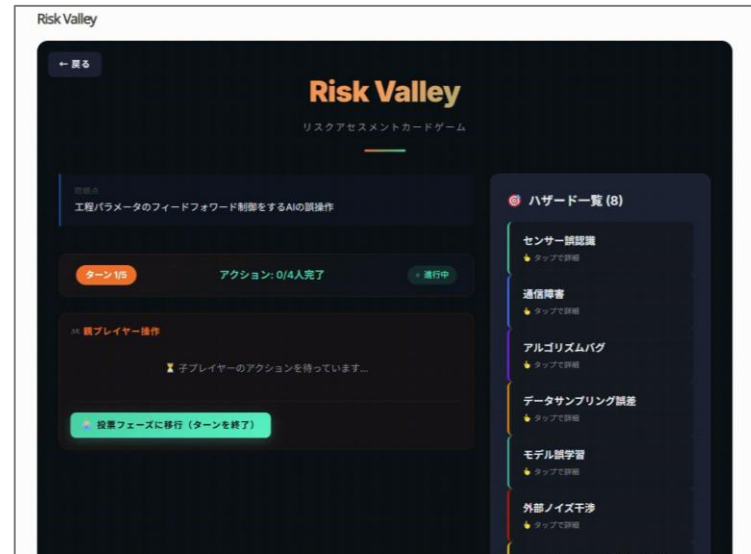 Risk Valley
← 戻る
Risk Valley
リスクアセスメントカードゲーム
問題点
工程パラメータのフィードフォワード制御をするAIの誤操作
ターン 1/5
アクション: 0/4人完了
進行中
親プレイヤー操作
子プレイヤーのアクションを待っています...
投票フェーズに移行（ターンを終了）
ハザード一覧 (8)
センサー誤認識
タップで詳細
通信障害
タップで詳細
アルゴリズムバグ
タップで詳細
データサンプリング誤差
タップで詳細
モデル誤学習
タップで詳細
外部ノイズ干渉
タップで詳細